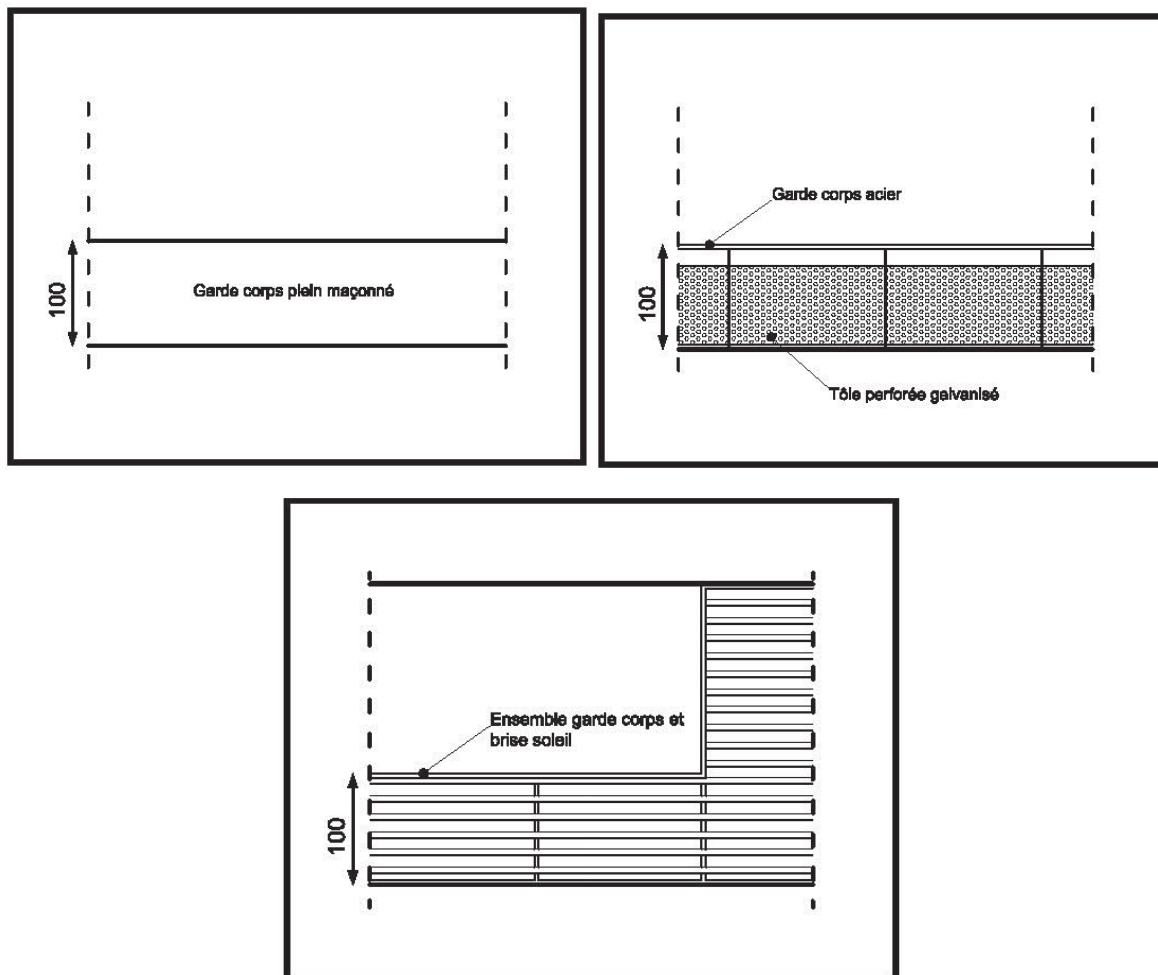 100
Garde corps plein maçonné
Garde corps acier
100
Tôle perforée galvanisé
Ensemble garde corps et
brise soleil
100